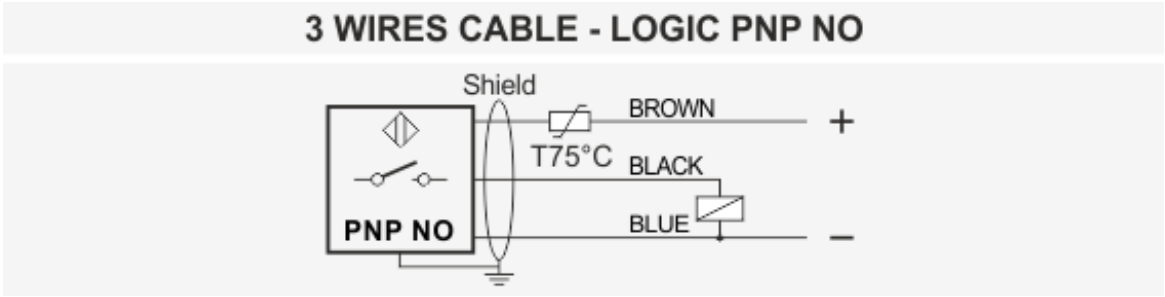 3 WIRES CABLE - LOGIC PNP NO
Shield
BROWN
+
T75°C
BLACK
PNP NO
BLUE
−